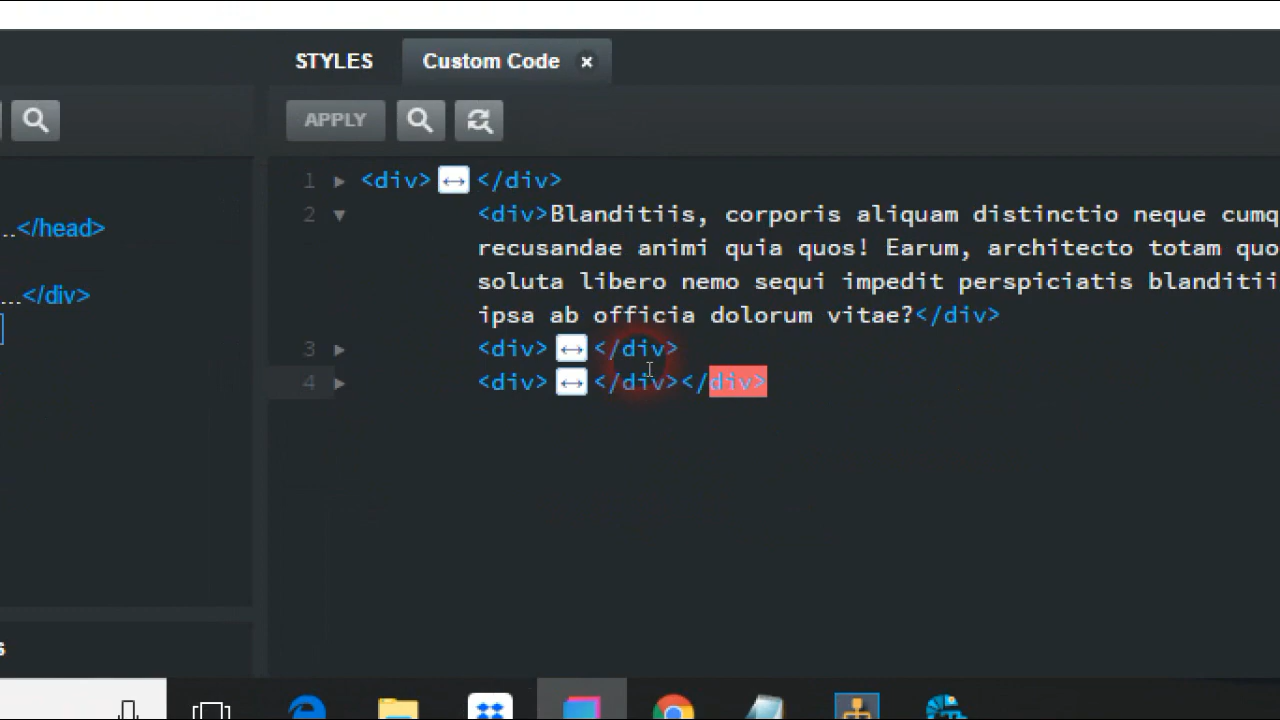 STYLES
Custom Code ×
APPLY
..</head>
...</div>
1 <div> </div>
2 <div>Blanditiis, corporis aliquam distinctio neque cumq
recusandae animi quia quos! Earum, architecto totam quo
soluta libero nemo sequi impedit perspiciatis blanditii
ipsa ab officia dolorum vitae?</div>
3 <div> </div>
4 <div> </div></div>
s